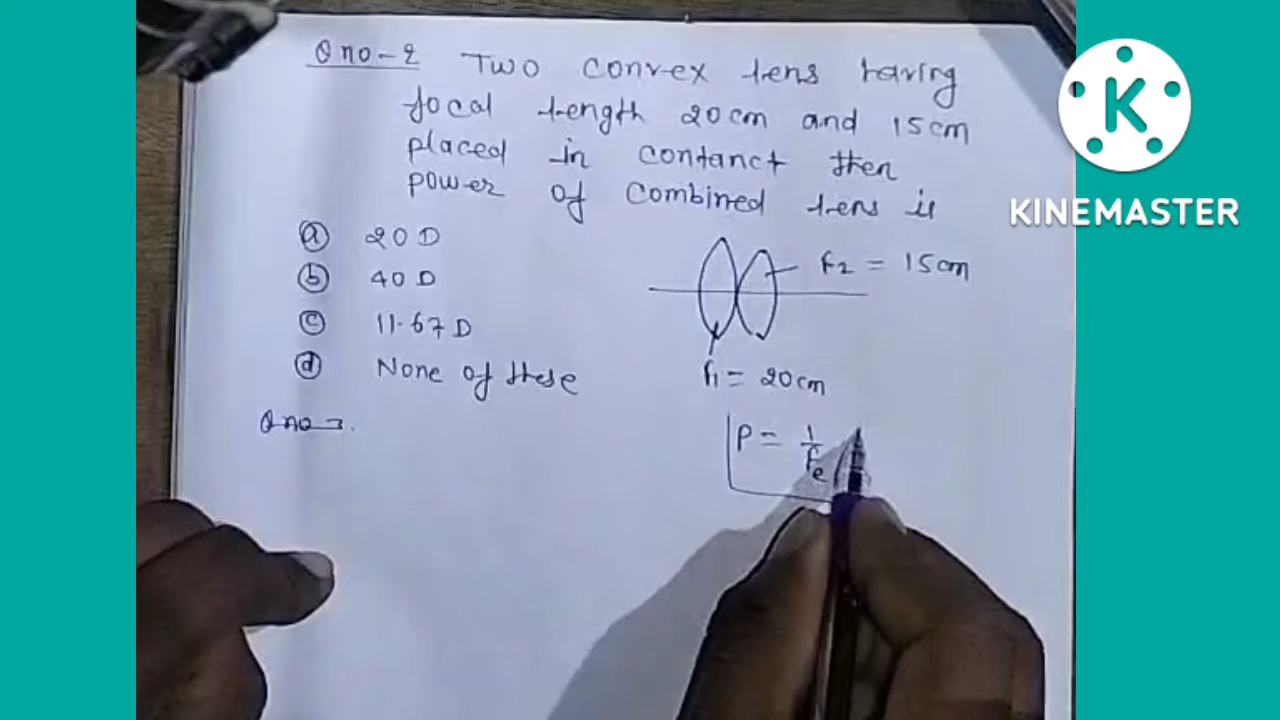 Q no-2 Two convex lens having
focal length 20cm and 15cm
placed in contanct then
power of combined lens is
(a) 20 D
(b) 40 D
(c) 11.67 D
(d) None of these
F2 = 15cm
f1 = 20cm
P = 1/Fe
Q no 3.
K
KINEMASTER